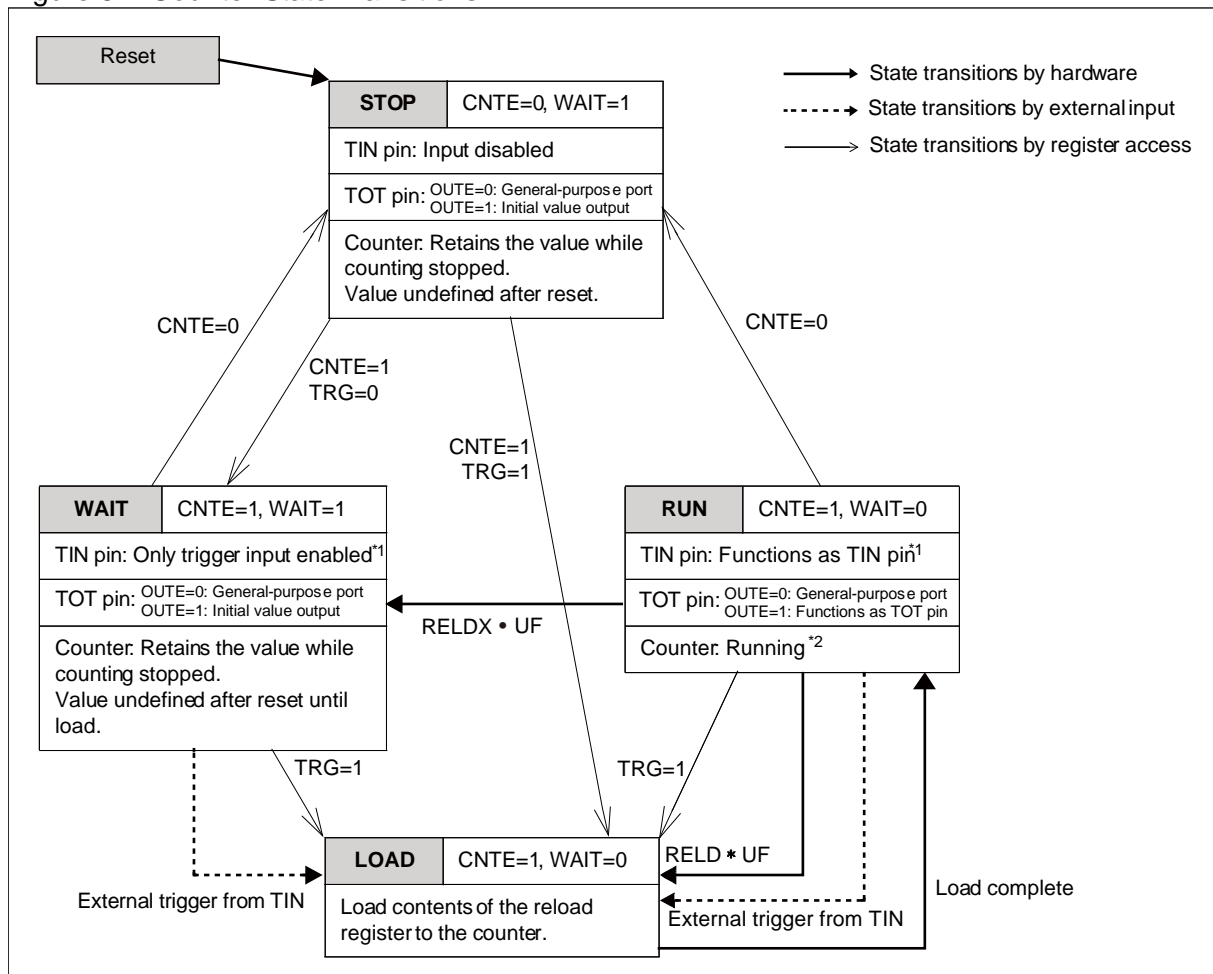 Reset
State transitions by hardware
State transitions by external input
State transitions by register access
STOP CNTE=0, WAIT=1
TIN pin: Input disabled
TOT pin: OUTE=0: General-purpose port
OUTE=1: Initial value output
Counter: Retains the value while
counting stopped.
Value undefined after reset.
CNTE=0
CNTE=0
CNTE=1
TRG=0
CNTE=1
TRG=1
WAIT CNTE=1, WAIT=1
TIN pin: Only trigger input enabled*1
TOT pin: OUTE=0: General-purpose port
OUTE=1: Initial value output
Counter: Retains the value while
counting stopped.
Value undefined after reset until
load.
RELDX • UF
RUN CNTE=1, WAIT=0
TIN pin: Functions as TIN pin*1
TOT pin: OUTE=0: General-purpose port
OUTE=1: Functions as TOT pin
Counter: Running *2
TRG=1
TRG=1
External trigger from TIN
LOAD CNTE=1, WAIT=0
Load contents of the reload
register to the counter.
RELD * UF
External trigger from TIN
Load complete